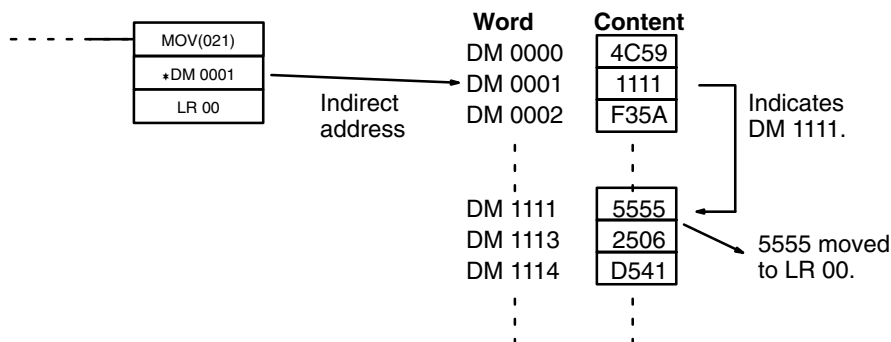 MOV(021)
*DM 0001
LR 00
Indirect
address
Word Content
DM 0000 4C59
DM 0001 1111
DM 0002 F35A
Indicates
DM 1111.
DM 1111 5555
DM 1113 2506
DM 1114 D541
5555 moved
to LR 00.